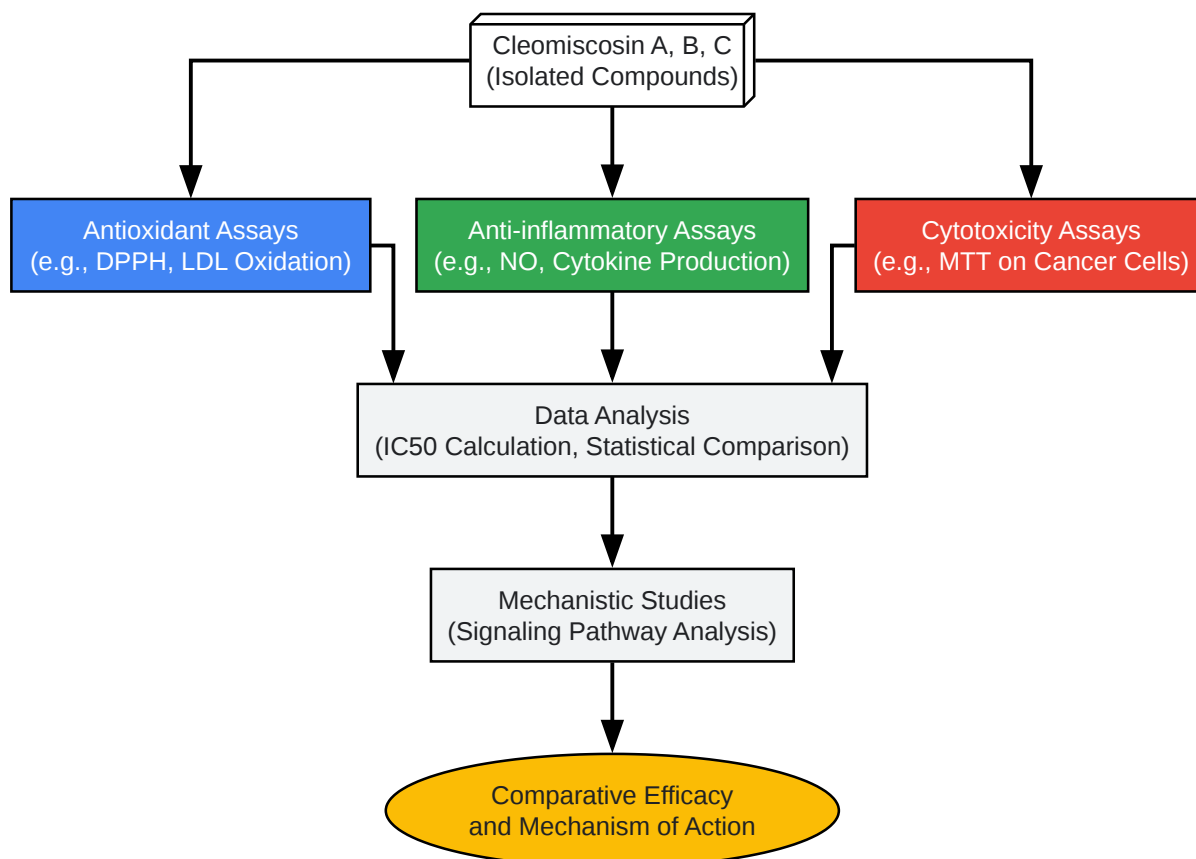 Cleomiscosin A, B, C
(Isolated Compounds)
Antioxidant Assays
(e.g., DPPH, LDL Oxidation)
Anti-inflammatory Assays
(e.g., NO, Cytokine Production)
Cytotoxicity Assays
(e.g., MTT on Cancer Cells)
Data Analysis
(IC50 Calculation, Statistical Comparison)
Mechanistic Studies
(Signaling Pathway Analysis)
Comparative Efficacy
and Mechanism of Action